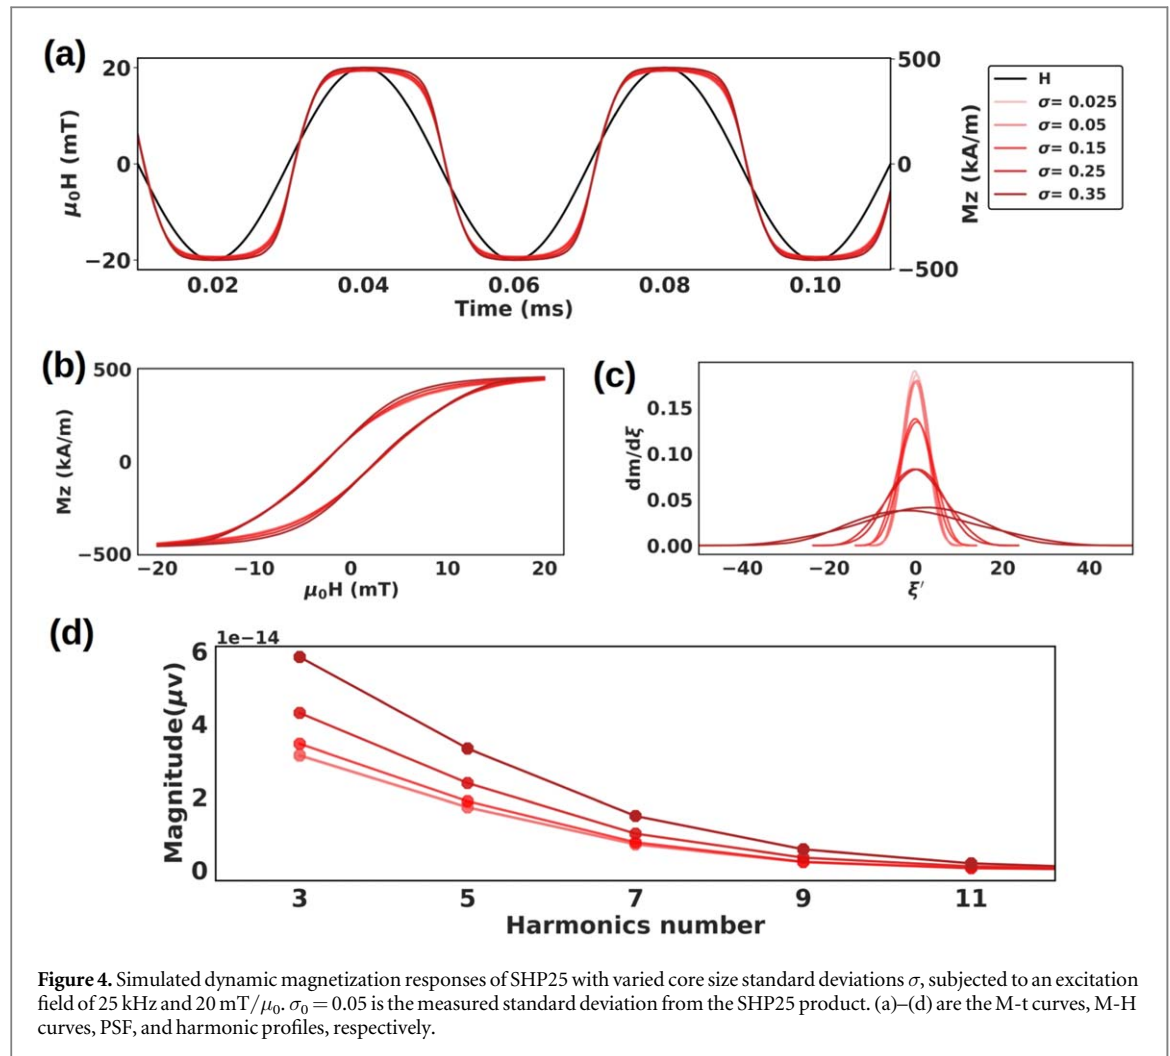 (a)
20
0
−20
μ₀H (mT)
500
0
−500
Mz (kA/m)
0.02 0.04 0.06 0.08 0.10
Time (ms)
H
σ= 0.025
σ= 0.05
σ= 0.15
σ= 0.25
σ= 0.35
(b)
500
0
−500
Mz (kA/m)
−20 −10 0 10 20
μ₀H (mT)
(c)
0.15
0.10
0.05
0.00
dm/dξ
−40 −20 0 20 40
ξ′
(d)
1e−14
6
4
2
0
Magnitude(μv)
3 5 7 9 11
Harmonics number
Figure 4. Simulated dynamic magnetization responses of SHP25 with varied core size standard deviations σ, subjected to an excitation
field of 25 kHz and 20 mT/μ₀. σ₀ = 0.05 is the measured standard deviation from the SHP25 product. (a)–(d) are the M-t curves, M-H
curves, PSF, and harmonic profiles, respectively.